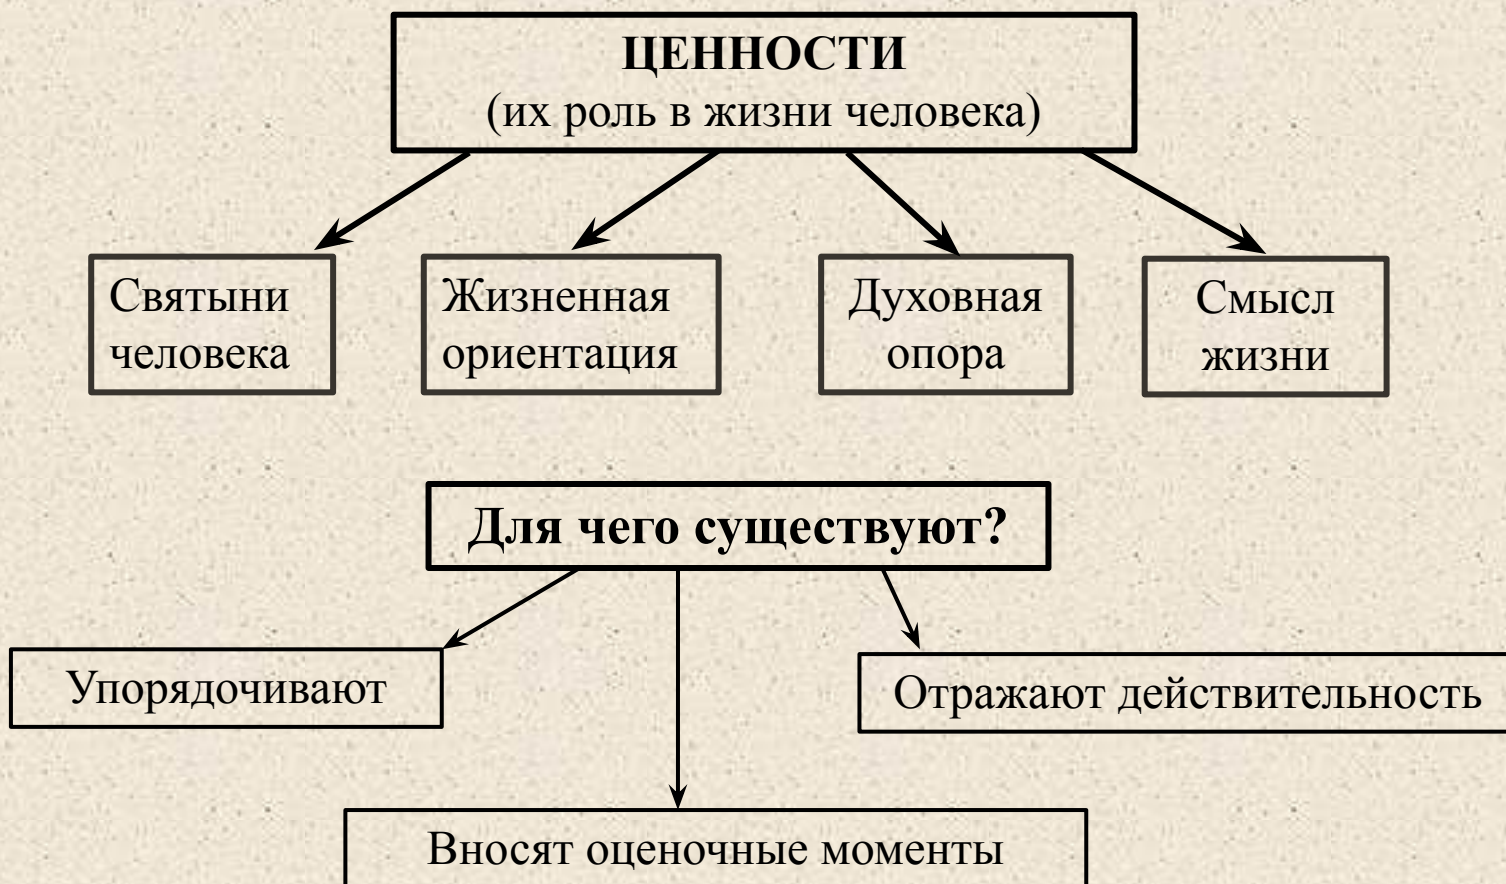 ЦЕННОСТИ
(их роль в жизни человека)
Святыни
человека
Жизненная
ориентация
Духовная
опора
Смысл
жизни
Для чего существуют?
Упорядочивают
Отражают действительность
Вносят оценочные моменты